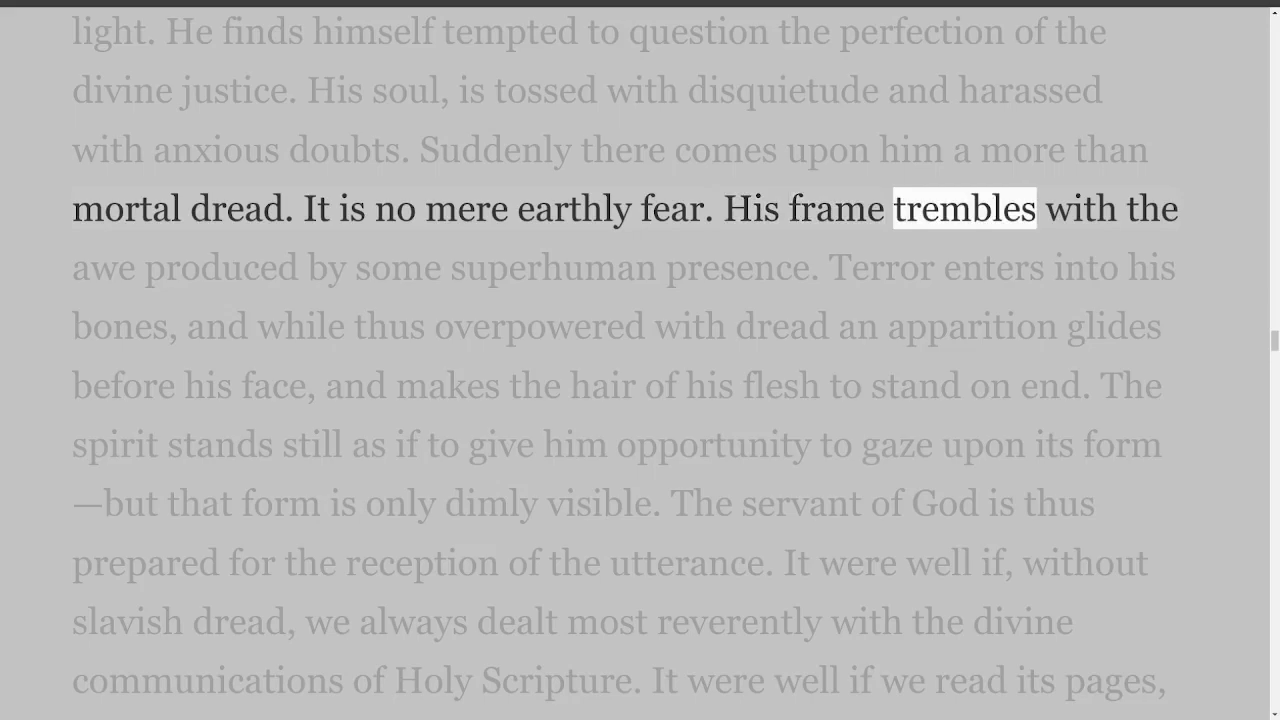 light. He finds himself tempted to question the perfection of the
divine justice. His soul, is tossed with disquietude and harassed
with anxious doubts. Suddenly there comes upon him a more than
mortal dread. It is no mere earthly fear. His frame trembles with the
awe produced by some superhuman presence. Terror enters into his
bones, and while thus overpowered with dread an apparition glides
before his face, and makes the hair of his flesh to stand on end. The
spirit stands still as if to give him opportunity to gaze upon its form
—but that form is only dimly visible. The servant of God is thus
prepared for the reception of the utterance. It were well if, without
slavish dread, we always dealt most reverently with the divine
communications of Holy Scripture. It were well if we read its pages,